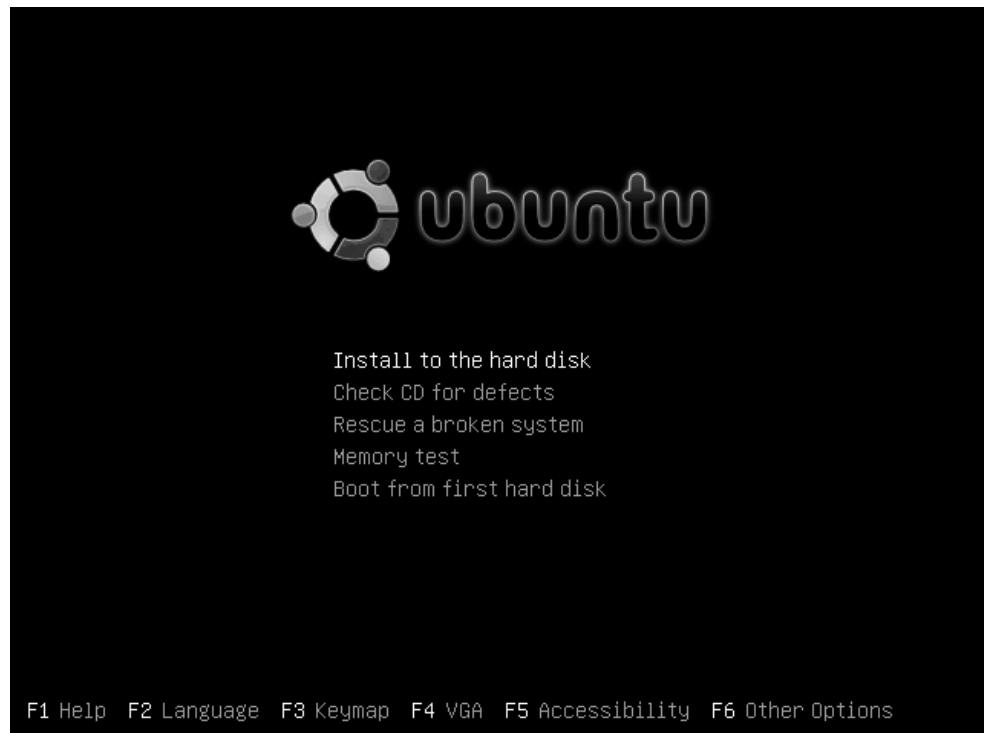 ubuntu
Install to the hard disk
Check CD for defects
Rescue a broken system
Memory test
Boot from first hard disk
F1 Help F2 Language F3 Keymap F4 VGA F5 Accessibility F6 Other Options